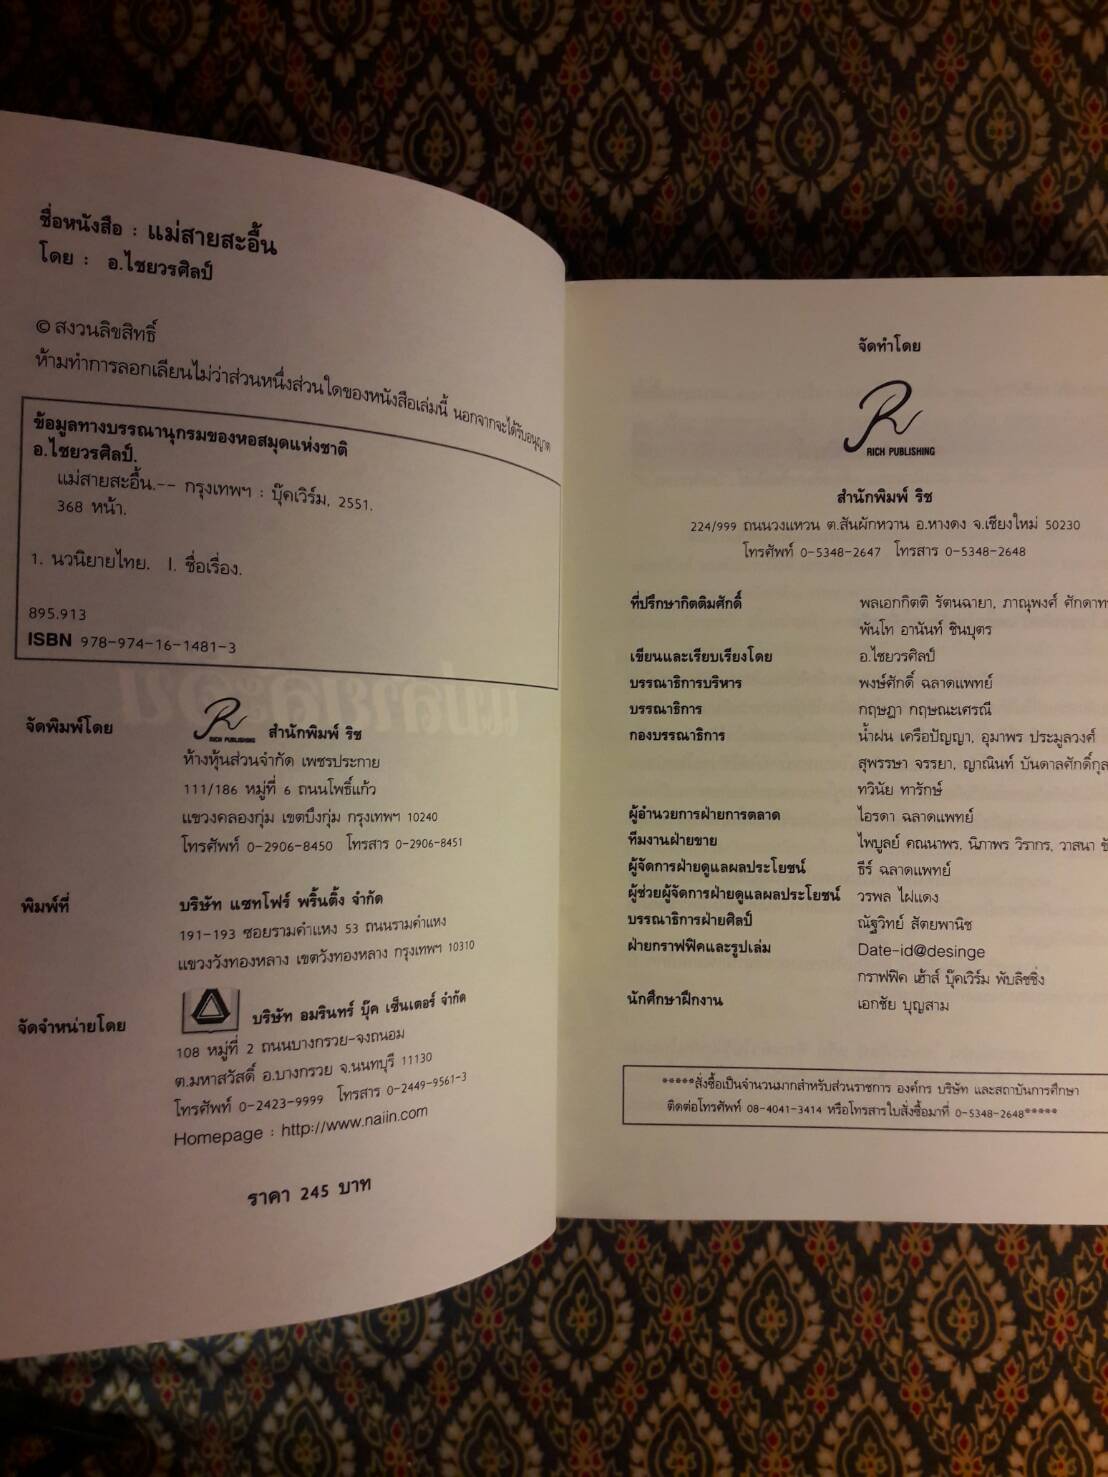 ชื่อหนังสือ : แม่สายสะอื้น
โดย : อ.ไชยวรศิลป์
© สงวนลิขสิทธิ์
ห้ามทำการลอกเลียนไม่ว่าส่วนหนึ่งส่วนใดของหนังสือเล่มนี้ นอกจากจะได้รับอนุญาต
ข้อมูลทางบรรณานุกรมของหอสมุดแห่งชาติ
อ.ไชยวรศิลป์.
แม่สายสะอื้น.-- กรุงเทพฯ : บุ๊คเวิร์ม, 2551.
368 หน้า.
1. นวนิยายไทย. I. ชื่อเรื่อง.
895.913
ISBN 978-974-16-1481-3
จัดพิมพ์โดย RICH PUBLISHING สำนักพิมพ์ ริช
ห้างหุ้นส่วนจำกัด เพชรประกาย
111/186 หมู่ที่ 6 ถนนโพธิ์แก้ว
แขวงคลองกุ่ม เขตบึงกุ่ม กรุงเทพฯ 10240
โทรศัพท์ 0-2906-8450 โทรสาร 0-2906-8451
พิมพ์ที่ บริษัท แซทโฟร์ พริ้นติ้ง จำกัด
191-193 ซอยรามคำแหง 53 ถนนรามคำแหง
แขวงวังทองหลาง เขตวังทองหลาง กรุงเทพฯ 10310
จัดจำหน่ายโดย บริษัท อมรินทร์ บุ๊ค เซ็นเตอร์ จำกัด
108 หมู่ที่ 2 ถนนบางกรวย-จงถนอม
ต.มหาสวัสดิ์ อ.บางกรวย จ.นนทบุรี 11130
โทรศัพท์ 0-2423-9999 โทรสาร 0-2449-9561-3
Homepage : http://www.naiin.com
ราคา 245 บาท
จัดทำโดย
RICH PUBLISHING
สำนักพิมพ์ ริช
224/999 ถนนวงแหวน ต.สันผักหวาน อ.หางดง จ.เชียงใหม่ 50230
โทรศัพท์ 0-5348-2647 โทรสาร 0-5348-2648
ที่ปรึกษากิตติมศักดิ์ พลเอกกิตติ รัตนฉายา, ภาณุพงศ์
พันโท อานันท์ ชินบุตร
เขียนและเรียบเรียงโดย อ.ไชยวรศิลป์
บรรณาธิการบริหาร พงษ์ศักดิ์ ฉลาดแพทย์
บรรณาธิการ กฤษฎา กฤษณะเศรณี
กองบรรณาธิการ น้ำฝน เครือปัญญา, อุมาพร ประมูลวงศ์
สุพรรษา จรรยา, ญาณินท์
ทวินัย ทารักษ์
ผู้อำนวยการฝ่ายการตลาด ไอรดา ฉลาดแพทย์
ทีมงานฝ่ายขาย ไพบูลย์ คณนาพร, นิภาพร วิรากร, วาสนา
ผู้จัดการฝ่ายดูแลผลประโยชน์ ธีร์ ฉลาดแพทย์
ผู้ช่วยผู้จัดการฝ่ายดูแลผลประโยชน์ วรพล ไฝแดง
บรรณาธิการฝ่ายศิลป์ ณัฐวิทย์ สัตยพานิช
ฝ่ายกราฟฟิคและรูปเล่ม Date-id@desinge
กราฟฟิค เฮ้าส์ บุ๊คเวิร์ม พับลิชชิ่ง
นักศึกษาฝึกงาน เอกชัย บุญสาม
*****สั่งซื้อเป็นจำนวนมากสำหรับส่วนราชการ องค์กร บริษัท และสถาบันการศึกษา
ติดต่อโทรศัพท์ 08-4041-3414 หรือโทรสารใบสั่งซื้อมาที่ 0-5348-2648*****